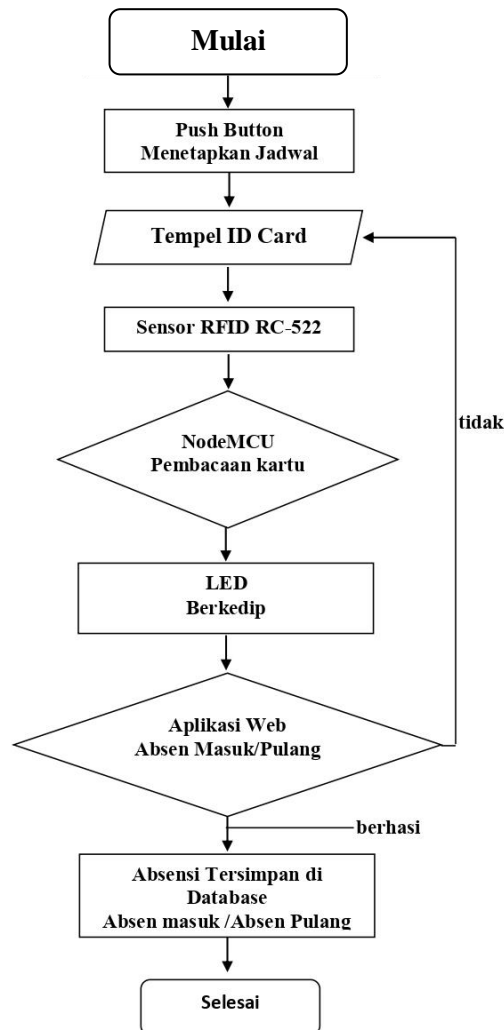 Mulai
Push Button
Menetapkan Jadwal
Tempel ID Card
Sensor RFID RC-522
tidak
NodeMCU
Pembacaan kartu
LED
Berkedip
Aplikasi Web
Absen Masuk/Pulang
berhasi
Absensi Tersimpan di
Database
Absen masuk /Absen Pulang
Selesai